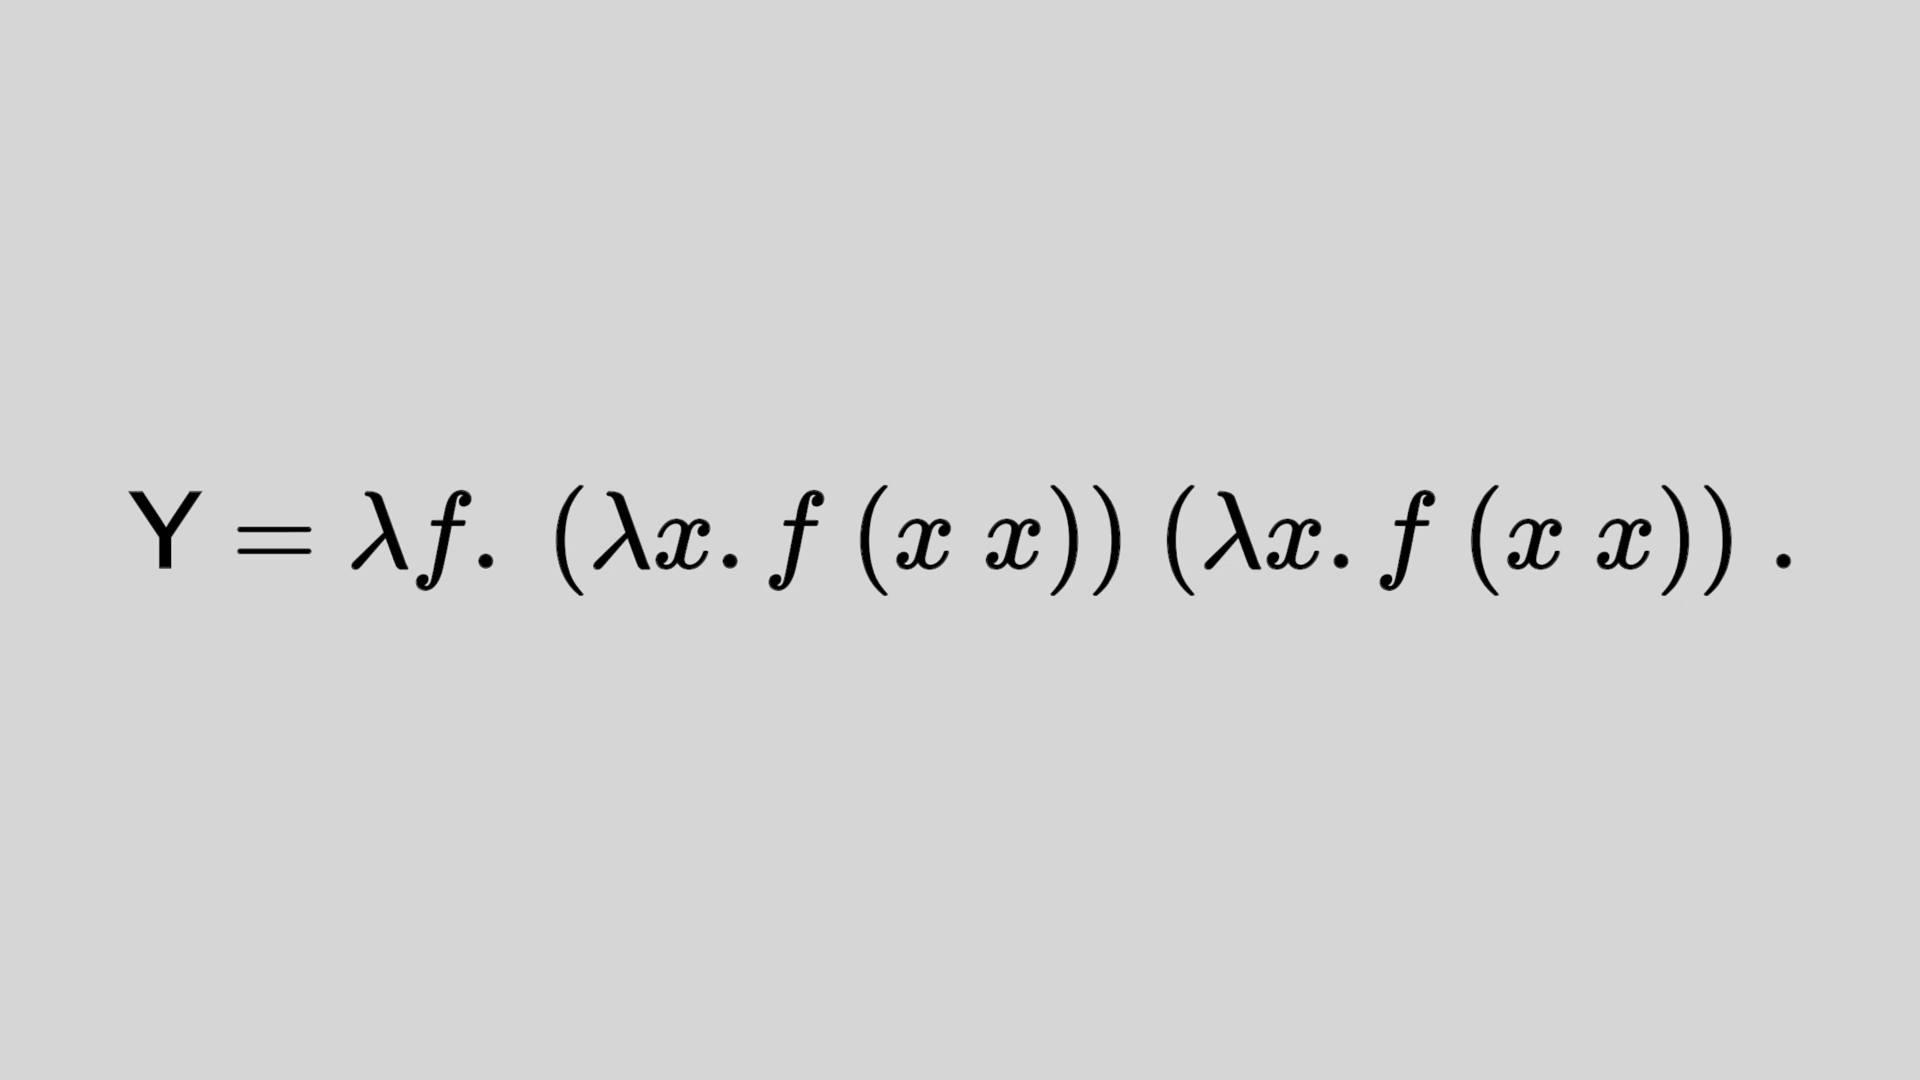 Y = λf. (λx. f (x x)) (λx. f (x x)) .